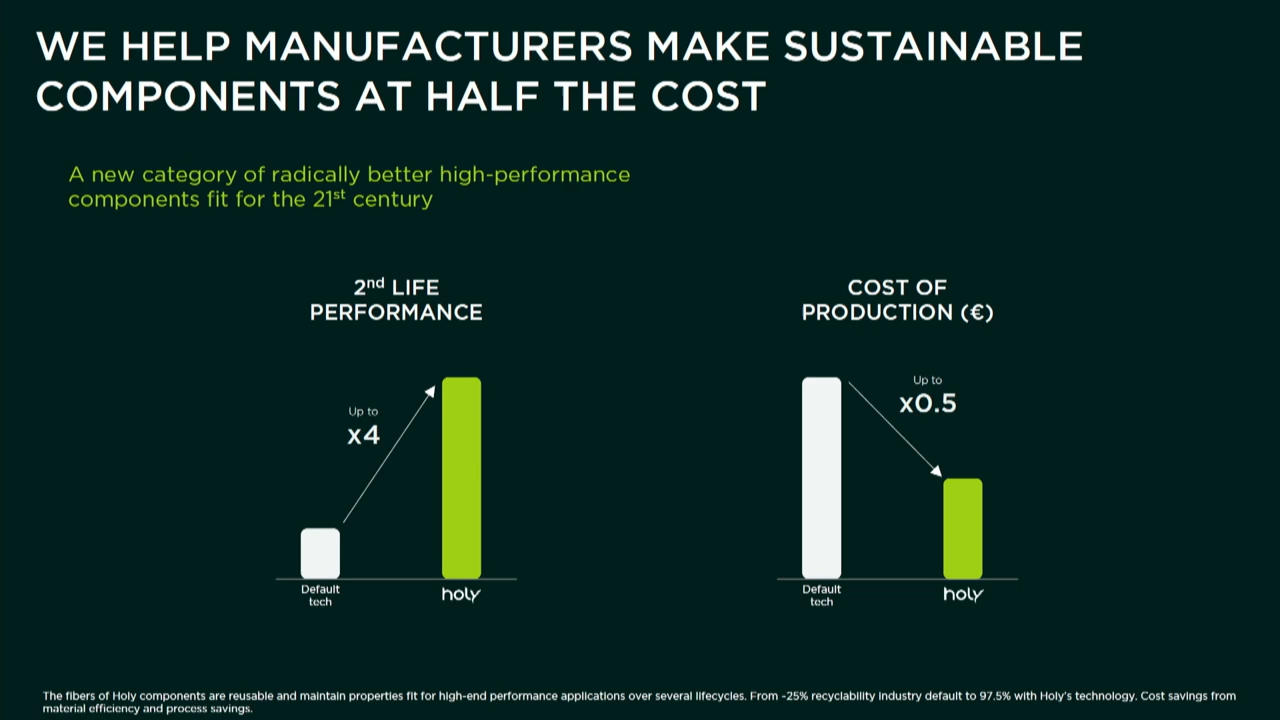 WE HELP MANUFACTURERS MAKE SUSTAINABLE
COMPONENTS AT HALF THE COST
A new category of radically better high-performance
components fit for the 21st century
2nd LIFE
PERFORMANCE
Up to
x4
Default
tech
holy
COST OF
PRODUCTION (€)
Up to
x0.5
Default
tech
holy
The fibers of Holy components are reusable and maintain properties fit for high-end performance applications over several lifecycles. From ~25% recyclability industry default to 97.5% with Holy's technology. Cost savings from
material efficiency and process savings.